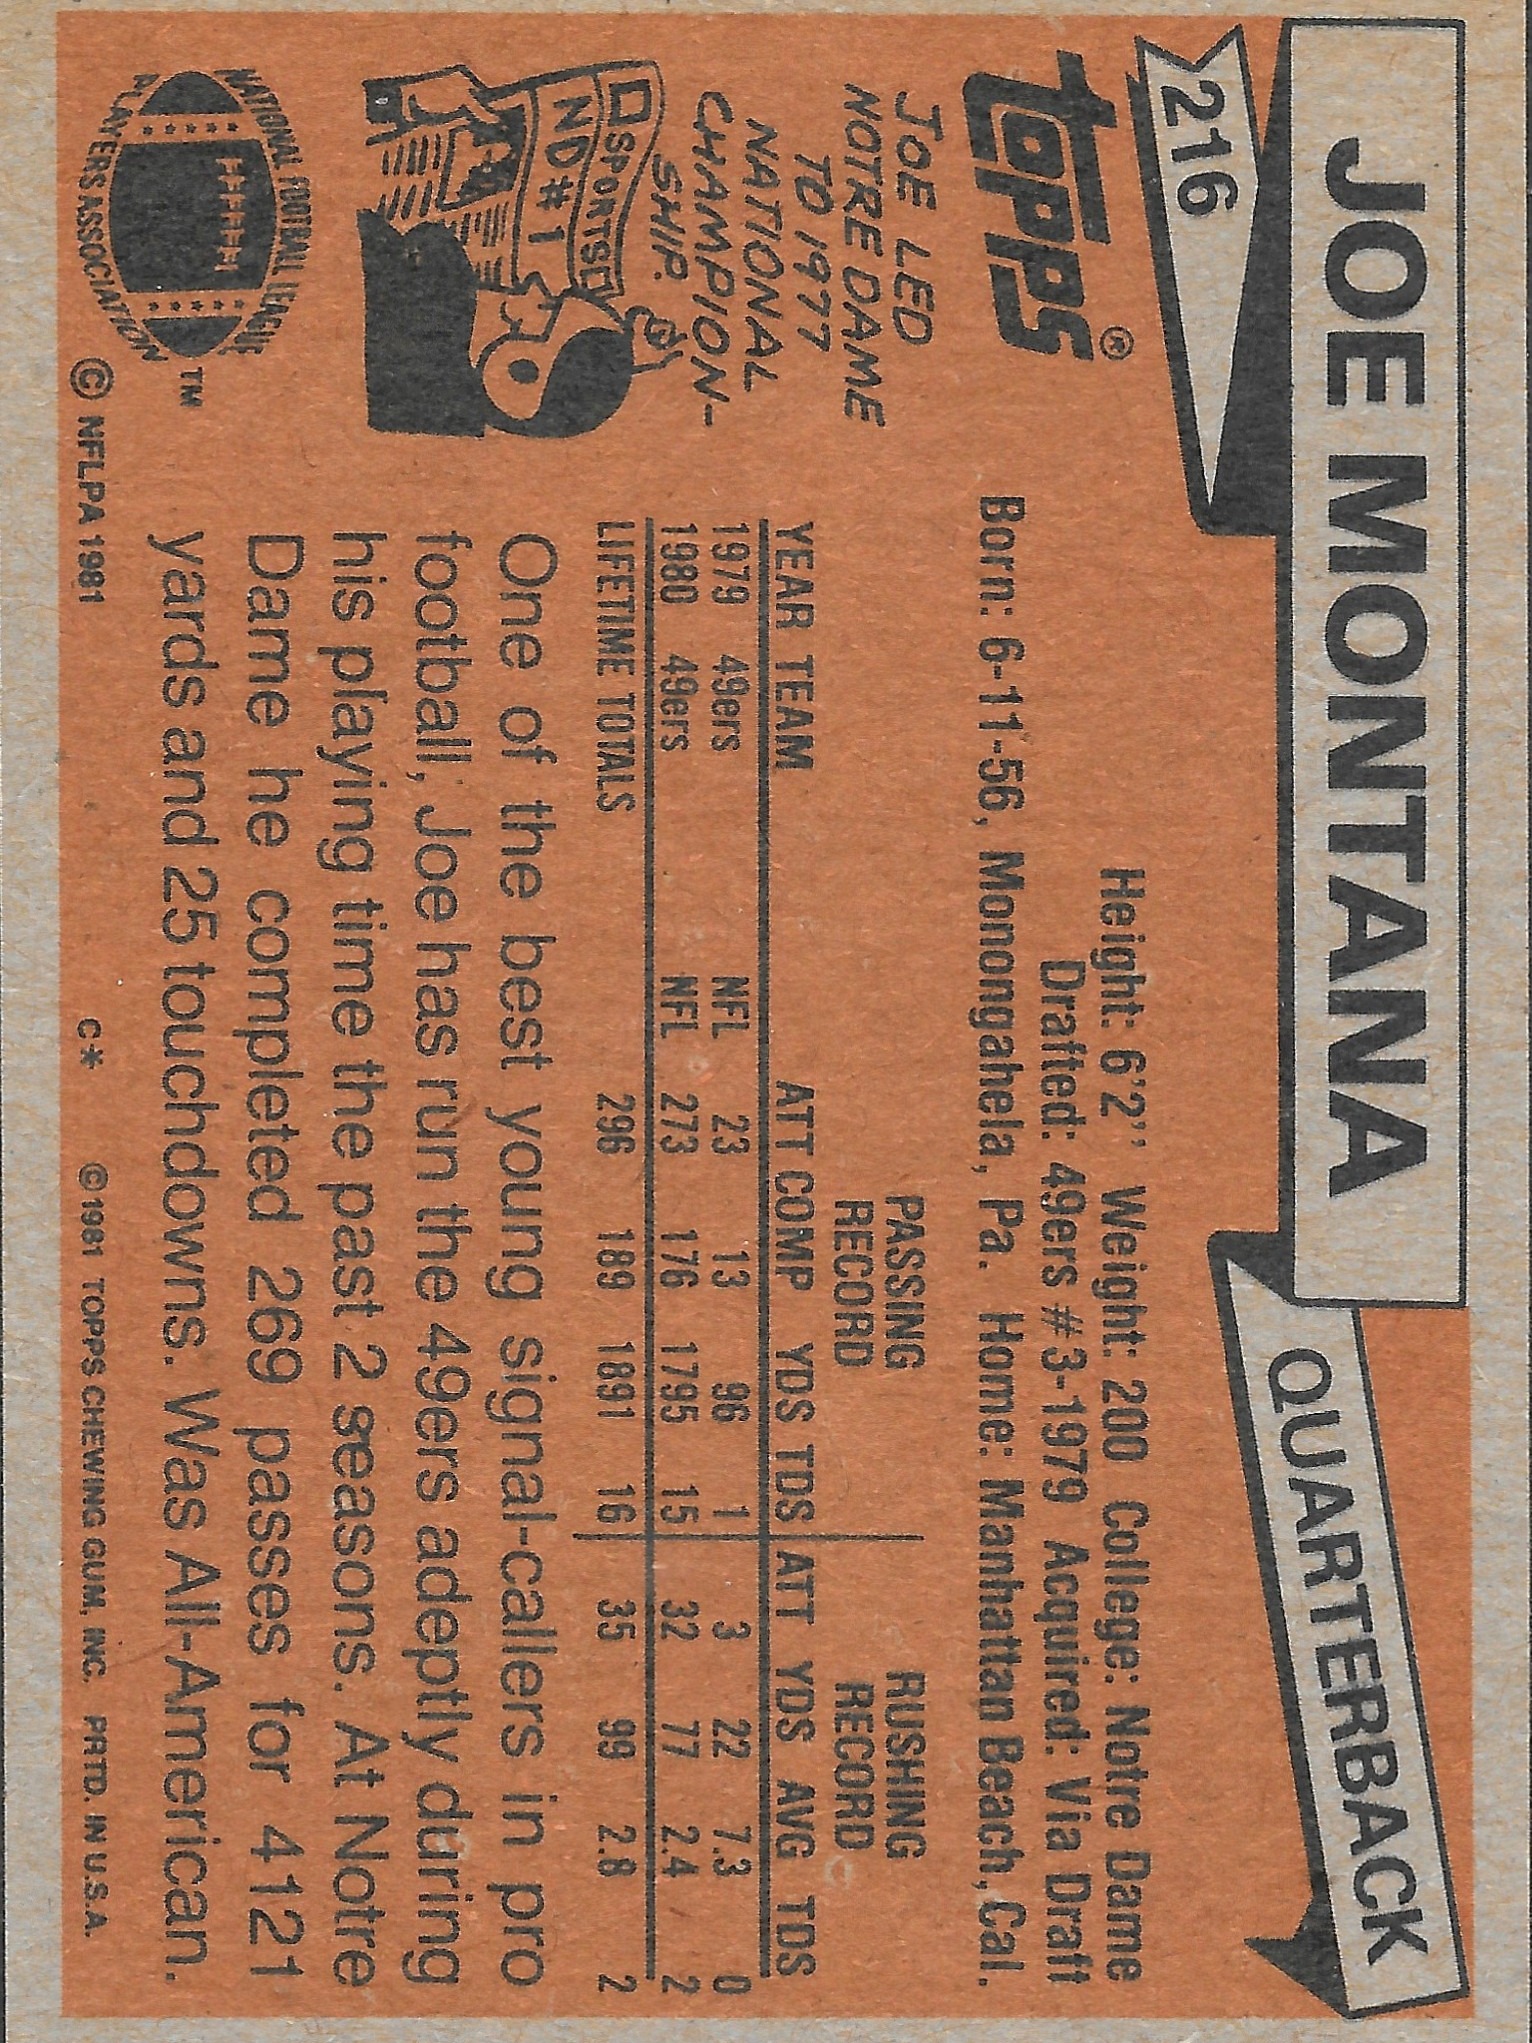 JOE MONTANA
QUARTERBACK
216
topps®
Height: 6'2" Weight: 200 College: Notre Dame
Drafted: 49ers #3-1979 Acquired: Via Draft
Born: 6-11-56, Monongahela, Pa. Home: Manhattan Beach, Cal.
JOE LED
NOTRE DAME
TO 1977
NATIONAL
CHAMPION-
SHIP.
SPORTS
ND#1
PASSING RUSHING
RECORD RECORD
YEAR TEAM ATT COMP YDS TDS ATT YDS AVG TDS
1979 49ers NFL 23 13 96 1 3 22 7.3 0
1980 49ers NFL 273 176 1795 15 32 77 2.4 2
LIFETIME TOTALS 296 189 1891 16 35 99 2.8 2
One of the best young signal-callers in pro
football, Joe has run the 49ers adeptly during
his playing time the past 2 seasons. At Notre
Dame he completed 269 passes for 4121
yards and 25 touchdowns. Was All-American.
NATIONAL FOOTBALL LEAGUE
PLAYERS ASSOCIATION
TM
© NFLPA 1981 C* ©1981 TOPPS CHEWING GUM, INC. PRTD. IN U.S.A.